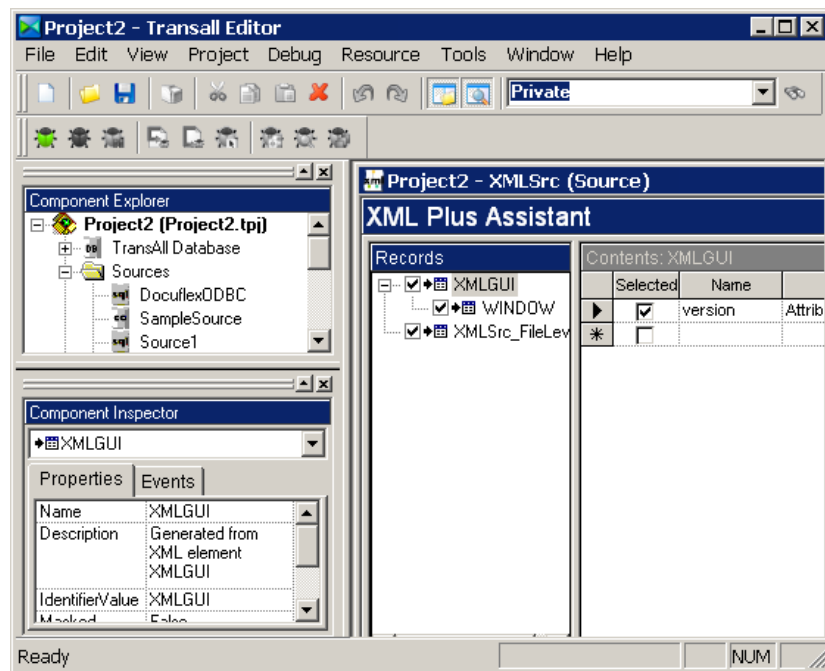 Project2 - Transall Editor
File Edit View Project Debug Resource Tools Window Help
Private
Component Explorer
Project2 (Project2.tpj)
TransAll Database
Sources
DocuflexODBC
SampleSource
Source1
Component Inspector
XMLGUI
Properties Events
Name XMLGUI
Description Generated from
XML element
XMLGUI
IdentifierValue XMLGUI
Masked False
Project2 - XMLSrc (Source)
XML Plus Assistant
Records
XMLGUI
WINDOW
XMLSrc_FileLev
Contents: XMLGUI
Selected Name
version Attrib
Ready NUM